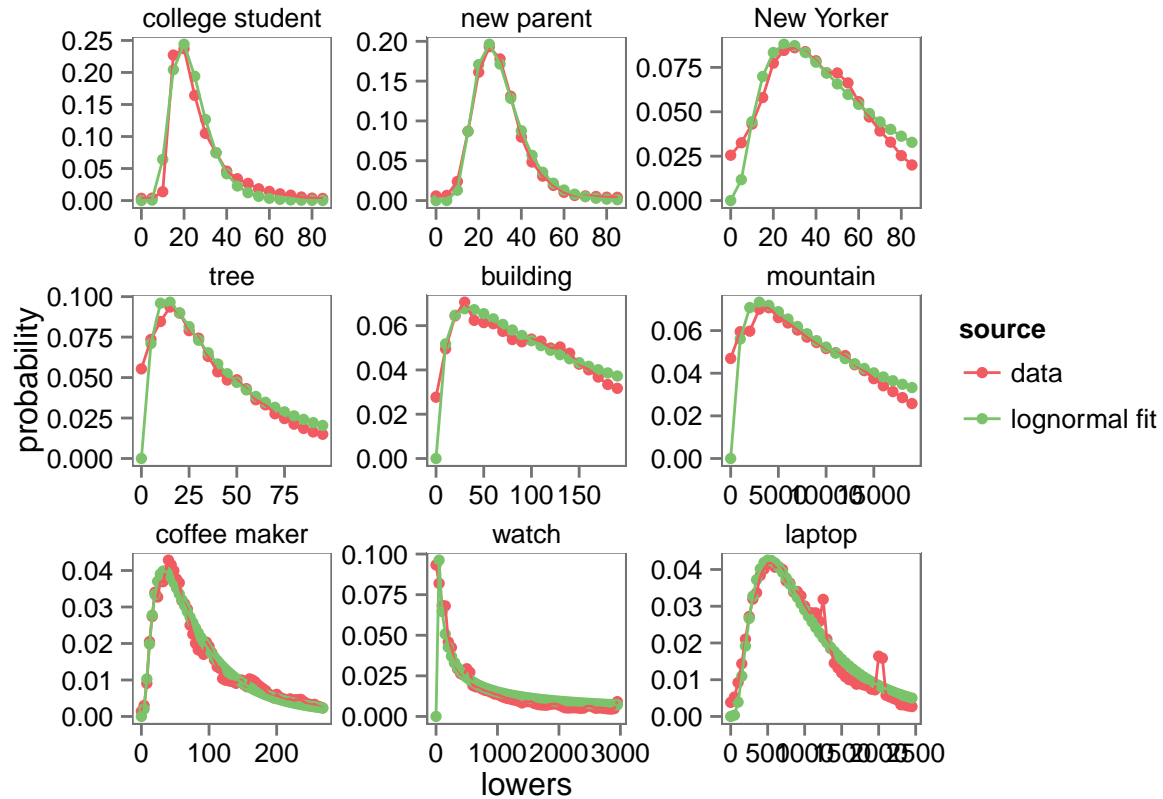 college student new parent New Yorker
0.25
0.20
0.15
0.10
0.05
0.00
0 20 40 60 80
0.20
0.15
0.10
0.05
0.00
0 20 40 60 80
0.075
0.050
0.025
0.000
0 20 40 60 80
tree building mountain
0.100
0.075
0.050
0.025
0.000
0 25 50 75
0.06
0.04
0.02
0.00
0 50 100 150
0.06
0.04
0.02
0.00
0 5000 10000 15000
coffee maker watch laptop
0.04
0.03
0.02
0.01
0.00
0 100 200
0.100
0.075
0.050
0.025
0.000
0 1000 2000 3000
0.04
0.03
0.02
0.01
0.00
0 500 1000 1500 2000 2500
probability
lowers
source
data
lognormal fit